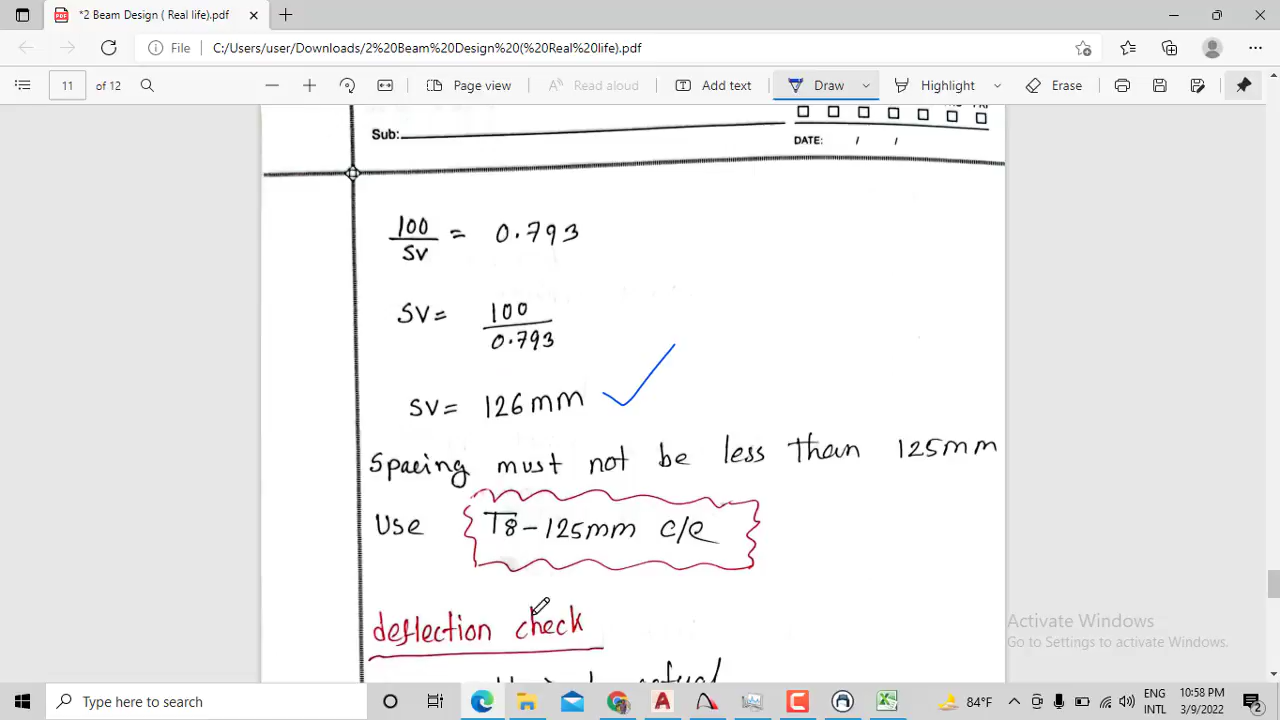 *2 Beam Design ( Real life).pdf
File C:/Users/user/Downloads/2%20Beam%20Design%20(%20Real%20life).pdf
11 of 12 Page view Read aloud Add text Draw Highlight Erase
Sub:
DATE: / /
100/SV = 0.793
SV = 100/0.793
SV = 126mm
Spacing must not be less than 125mm
Use T8-125mm c/c
deflection check
Activate Windows
Go to Settings to activate Windows.
Type here to search
84°F ENG 10:58 PM
INTL 3/9/2022